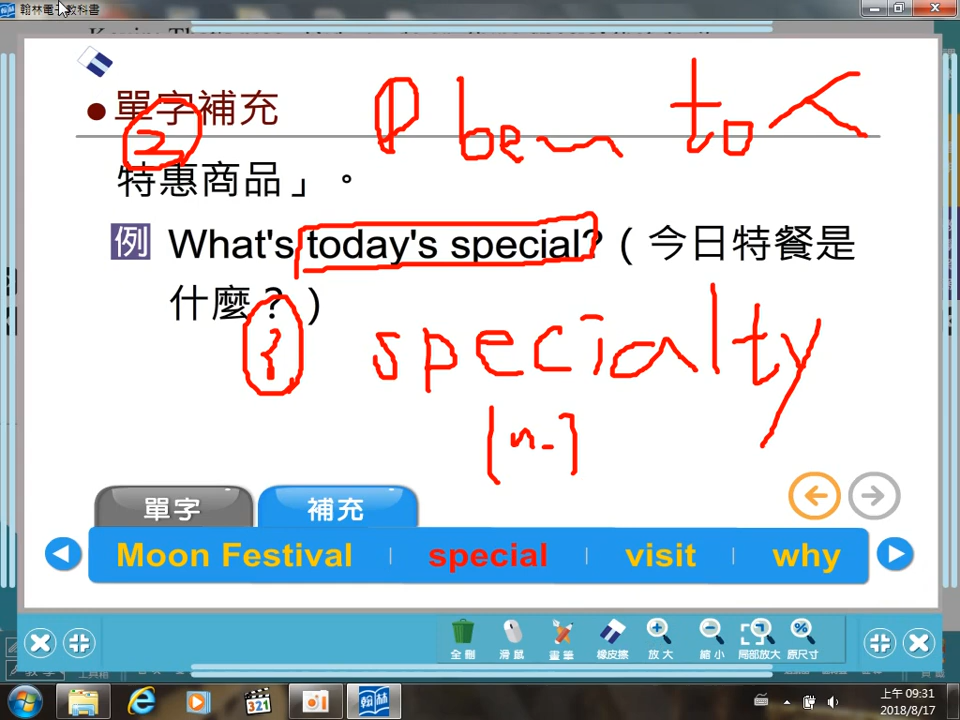 翰林電子教科書
單字補充
②
特惠商品」。
例 What's today's special?（今日特餐是
什麼？）
specialty
[n.]
單字 補充
Moon Festival special visit why
全刪 滑鼠 畫筆 橡皮擦 放大 縮小 局部放大 原尺寸
321
翰林
上午 09:31
2018/8/17